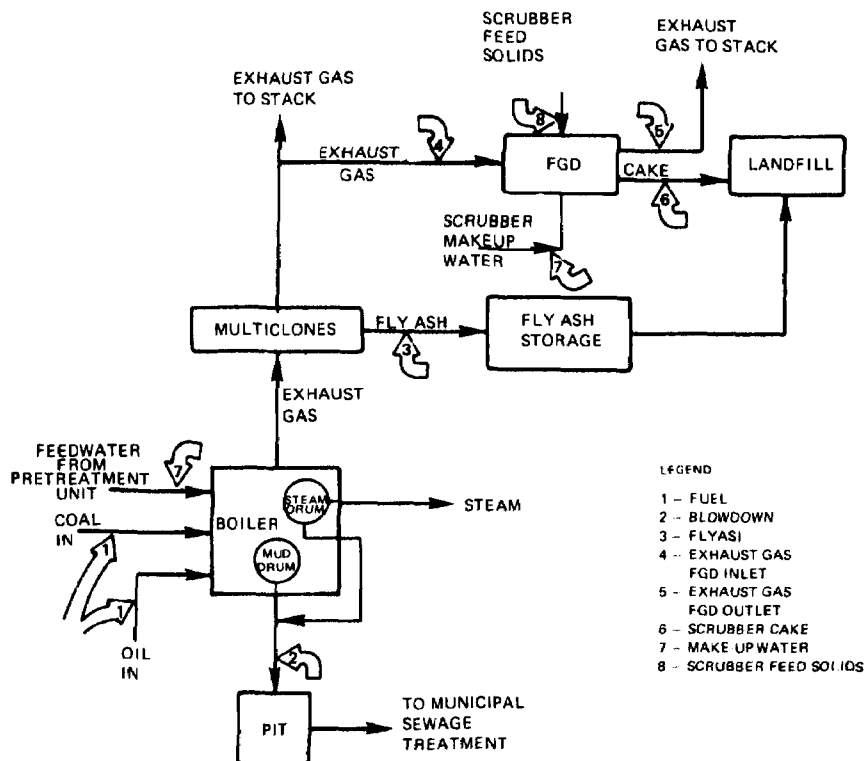 SCRUBBER
FEED
SOLIDS
EXHAUST
GAS TO STACK
EXHAUST GAS
TO STACK
8
5
4
EXHAUST
GAS
FGD
CAKE
LANDFILL
6
SCRUBBER
MAKEUP
WATER
7
MULTICLONES
FLY ASH
FLY ASH
STORAGE
3
EXHAUST
GAS
FEEDWATER
FROM
PRETREATMENT
UNIT
7
COAL
IN
BOILER
STEAM
DRUM
STEAM
MUD
DRUM
1
1
OIL
IN
2
PIT
TO MUNICIPAL
SEWAGE
TREATMENT
LEGEND
1 - FUEL
2 - BLOWDOWN
3 - FLYASI
4 - EXHAUST GAS
FGD INLET
5 - EXHAUST GAS
FGD OUTLET
6 - SCRUBBER CAKE
7 - MAKE UP WATER
8 - SCRUBBER FEED SOLIDS